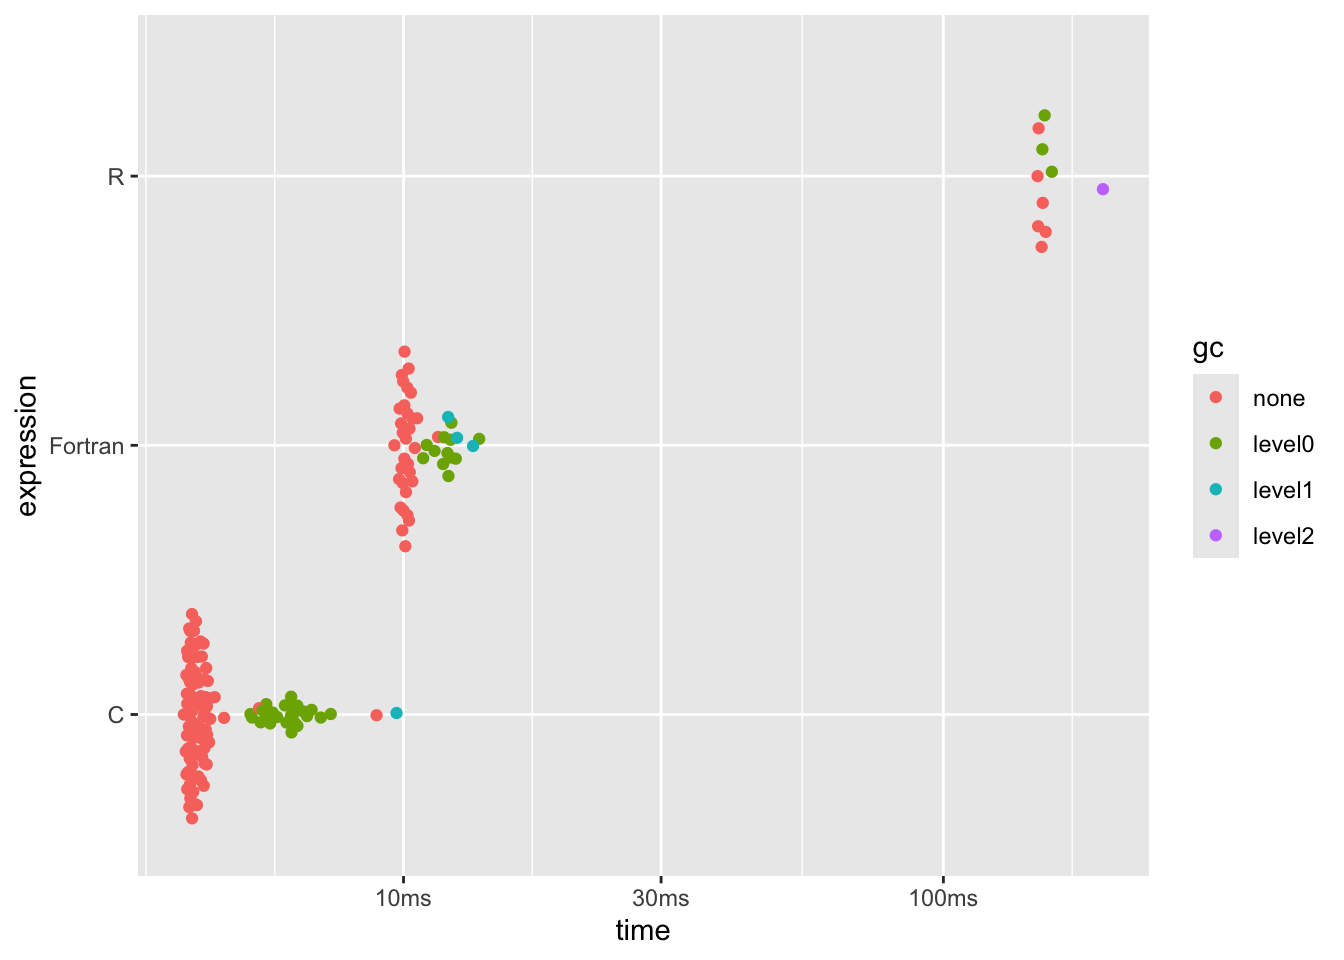 R
Fortran
C
expression
10ms
30ms
100ms
time
gc
none
level0
level1
level2